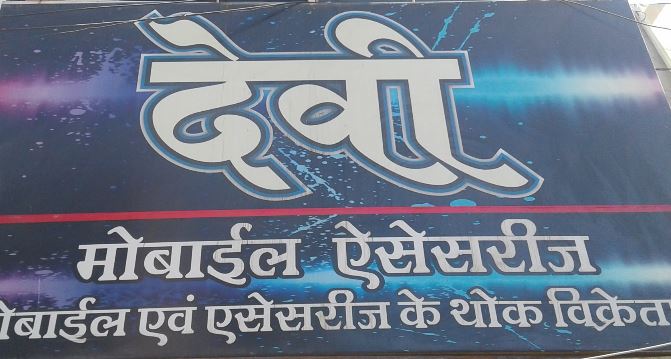 देवी
मोबाईल ऐसेसरीज
मोबाईल एवं एसेसरीज के थोक विक्रेता